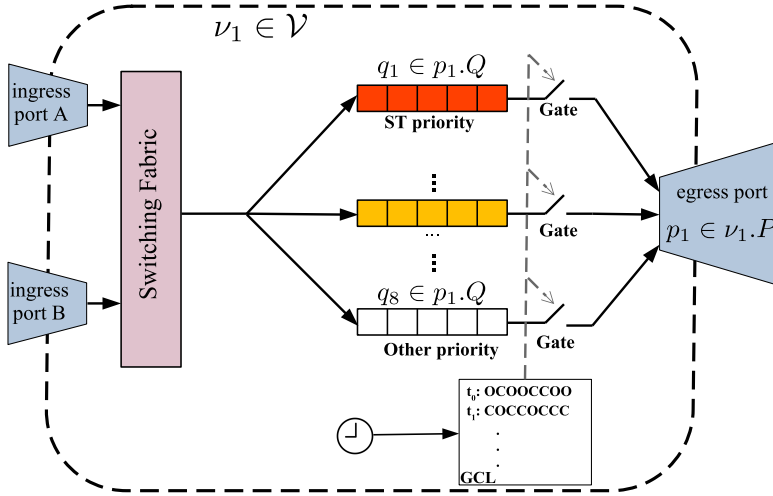 ν₁ ∈ 𝒱
ingress
port A
Switching Fabric
q₁ ∈ p₁.Q
ST priority
Gate
...
Gate
egress port
p₁ ∈ ν₁.P
ingress
port B
q₈ ∈ p₁.Q
Other priority
Gate
t₀: OCOOCCOO
t₁: COCCOCCC
GCL